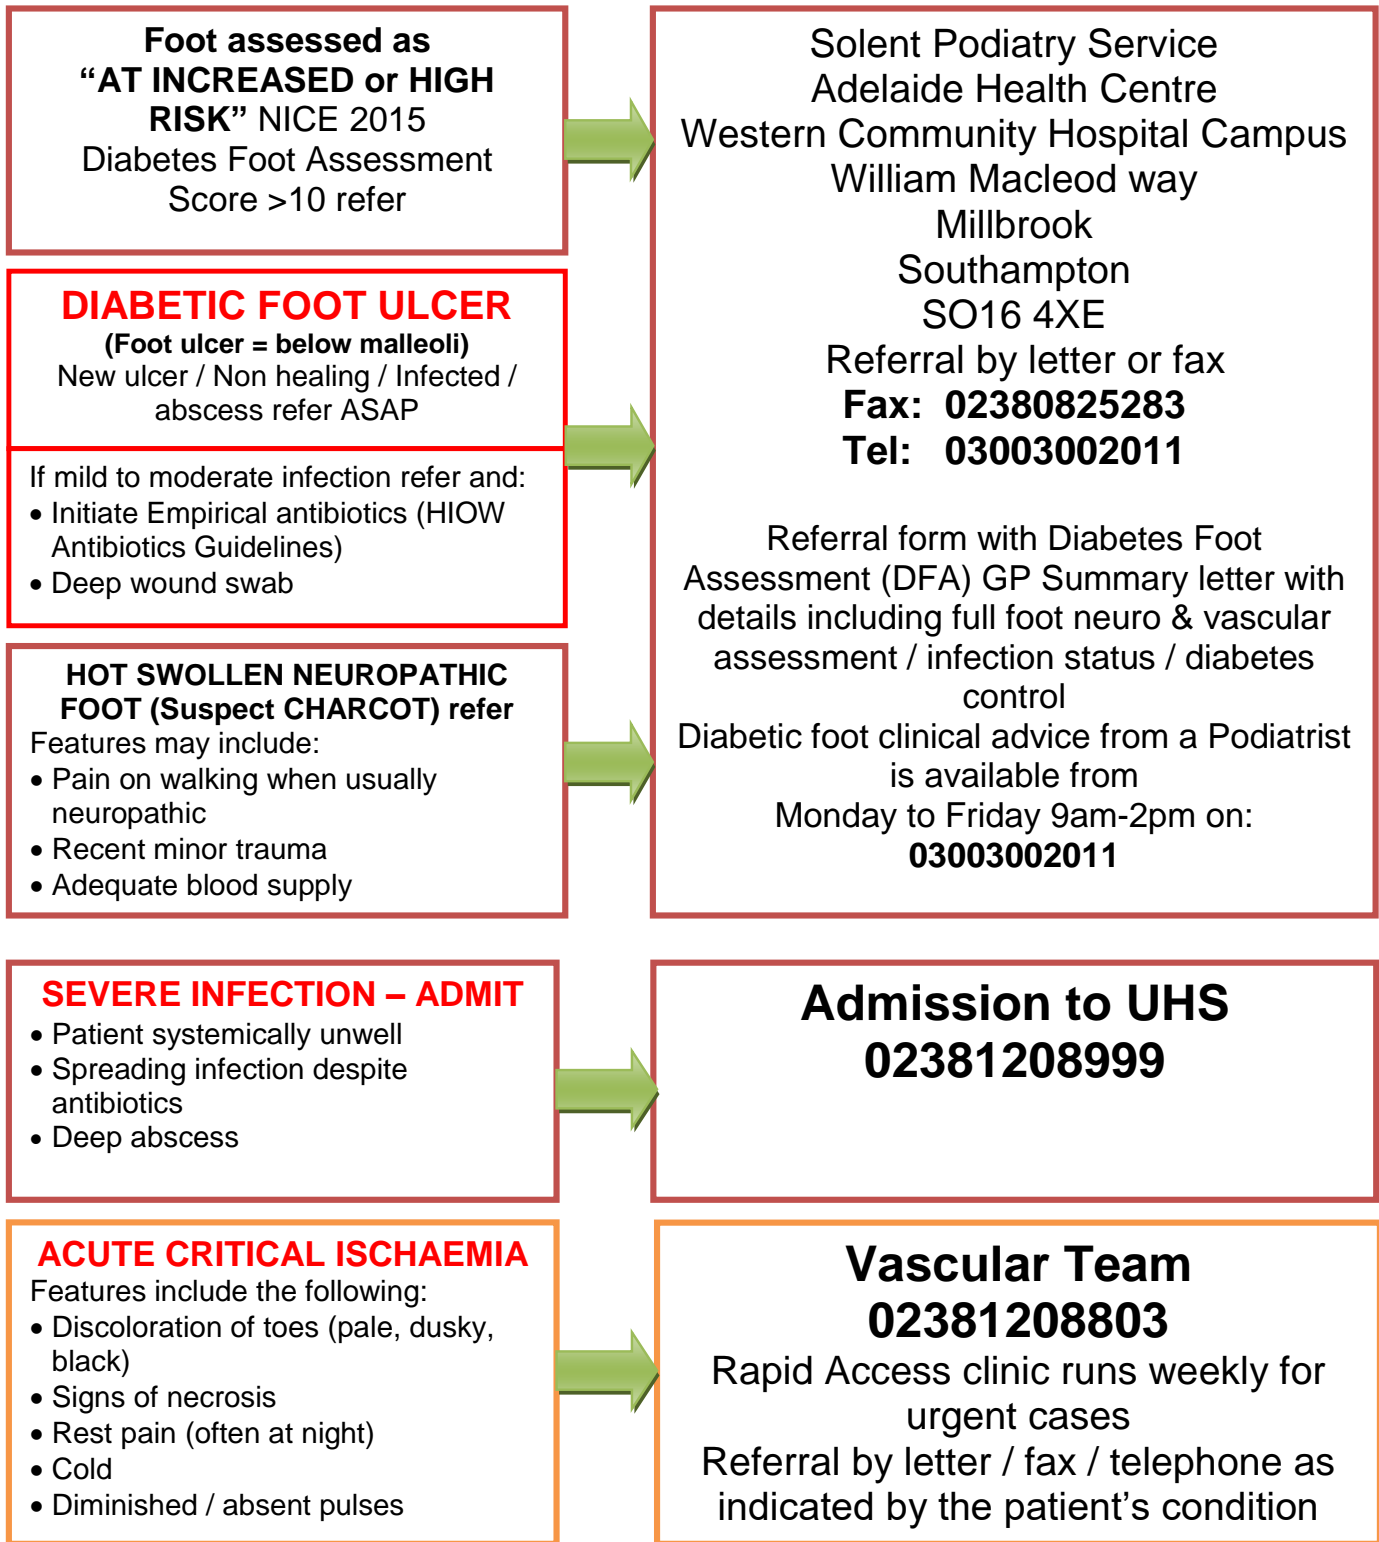 Foot assessed as
“AT INCREASED or HIGH
RISK” NICE 2015
Diabetes Foot Assessment
Score >10 refer
DIABETIC FOOT ULCER
(Foot ulcer = below malleoli)
New ulcer / Non healing / Infected /
abscess refer ASAP
If mild to moderate infection refer and:
• Initiate Empirical antibiotics (HIOW
Antibiotics Guidelines)
• Deep wound swab
HOT SWOLLEN NEUROPATHIC
FOOT (Suspect CHARCOT) refer
Features may include:
• Pain on walking when usually
neuropathic
• Recent minor trauma
• Adequate blood supply
Solent Podiatry Service
Adelaide Health Centre
Western Community Hospital Campus
William Macleod way
Millbrook
Southampton
SO16 4XE
Referral by letter or fax
Fax: 02380825283
Tel: 03003002011
Referral form with Diabetes Foot
Assessment (DFA) GP Summary letter with
details including full foot neuro & vascular
assessment / infection status / diabetes
control
Diabetic foot clinical advice from a Podiatrist
is available from
Monday to Friday 9am-2pm on:
03003002011
SEVERE INFECTION – ADMIT
• Patient systemically unwell
• Spreading infection despite
antibiotics
• Deep abscess
Admission to UHS
02381208999
ACUTE CRITICAL ISCHAEMIA
Features include the following:
• Discoloration of toes (pale, dusky,
black)
• Signs of necrosis
• Rest pain (often at night)
• Cold
• Diminished / absent pulses
Vascular Team
02381208803
Rapid Access clinic runs weekly for
urgent cases
Referral by letter / fax / telephone as
indicated by the patient’s condition